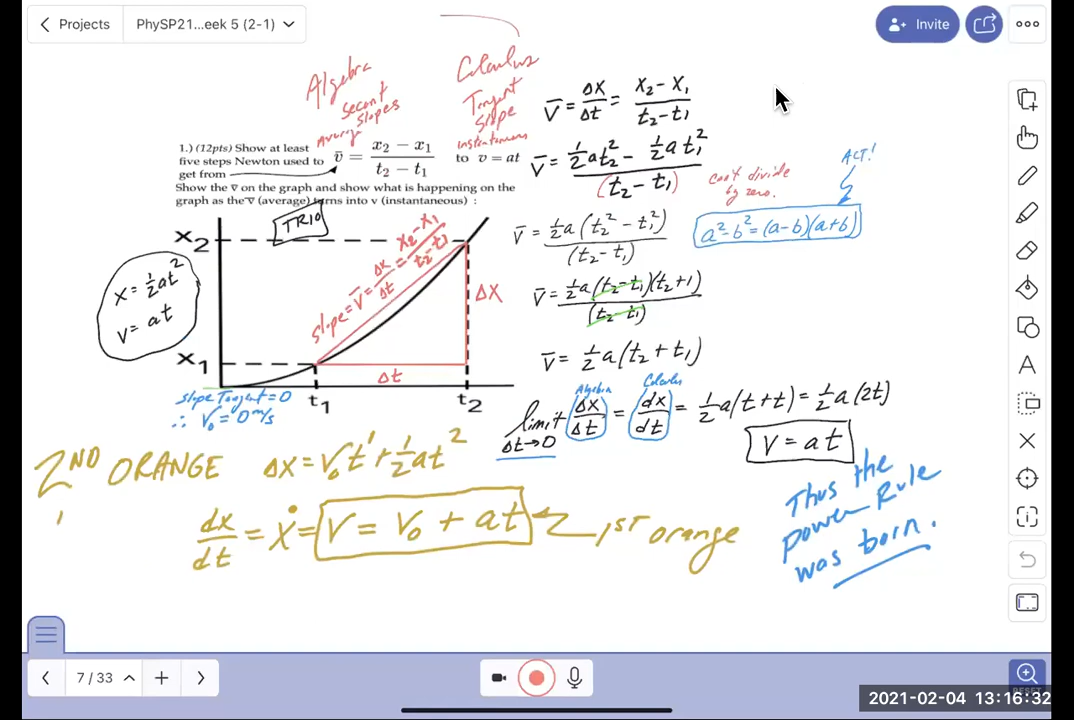 Projects
PhySP21...eek 5 (2-1)
Invite
Algebra
secant
slopes
Average
Calculus
Tangent
Slope
instantaneous
1.) (12pts) Show at least
five steps Newton used to
get from
v̅ = x₂ − x₁ / t₂ − t₁
to v = at
Show the v̅ on the graph and show what is happening on the
graph as the v̅ (average) turns into v (instantaneous) :
TRIG
x₂
x₁
t₁
t₂
x = ½at²
v = at
slope = v̅ = Δx/Δt = x₂-x₁/t₂-t₁
Δx
Δt
slope Tangent = 0
∴ v₀ = 0 m/s
v̅ = Δx/Δt = x₂ - x₁/t₂ - t₁
v̅ = ½at₂² - ½at₁²/(t₂ - t₁)
can't divide
by zero.
ACT!
a²-b² = (a-b)(a+b)
v̅ = ½a(t₂² - t₁²)/(t₂ - t₁)
v̅ = ½a(t₂-t₁)(t₂+1)/(t₂-t₁)
v̅ = ½a(t₂ + t₁)
Algebra
Calculus
limit Δx/Δt = dx/dt = ½a(t+t) = ½a(2t)
Δt→0
v = at
Thus the
power Rule
was born.
2ND ORANGE Δx = v₀t¹ + ½at²
dx/dt = ẋ = v = v₀ + at
1ST orange
7 / 33
RESET
2021-02-04 13:16:32